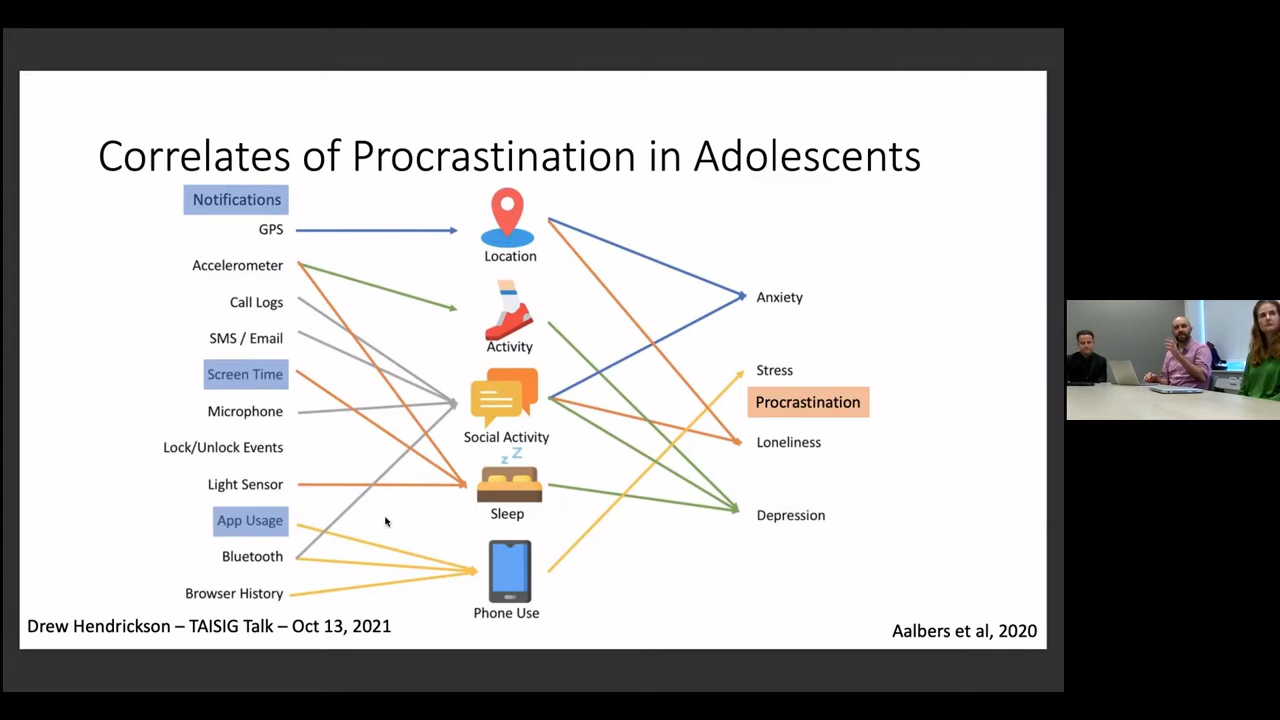 Correlates of Procrastination in Adolescents
Notifications
GPS
Accelerometer
Call Logs
SMS / Email
Screen Time
Microphone
Lock/Unlock Events
Light Sensor
App Usage
Bluetooth
Browser History
Location
Activity
Social Activity
z Z
Sleep
Phone Use
Anxiety
Stress
Procrastination
Loneliness
Depression
Drew Hendrickson – TAISIG Talk – Oct 13, 2021
Aalbers et al, 2020